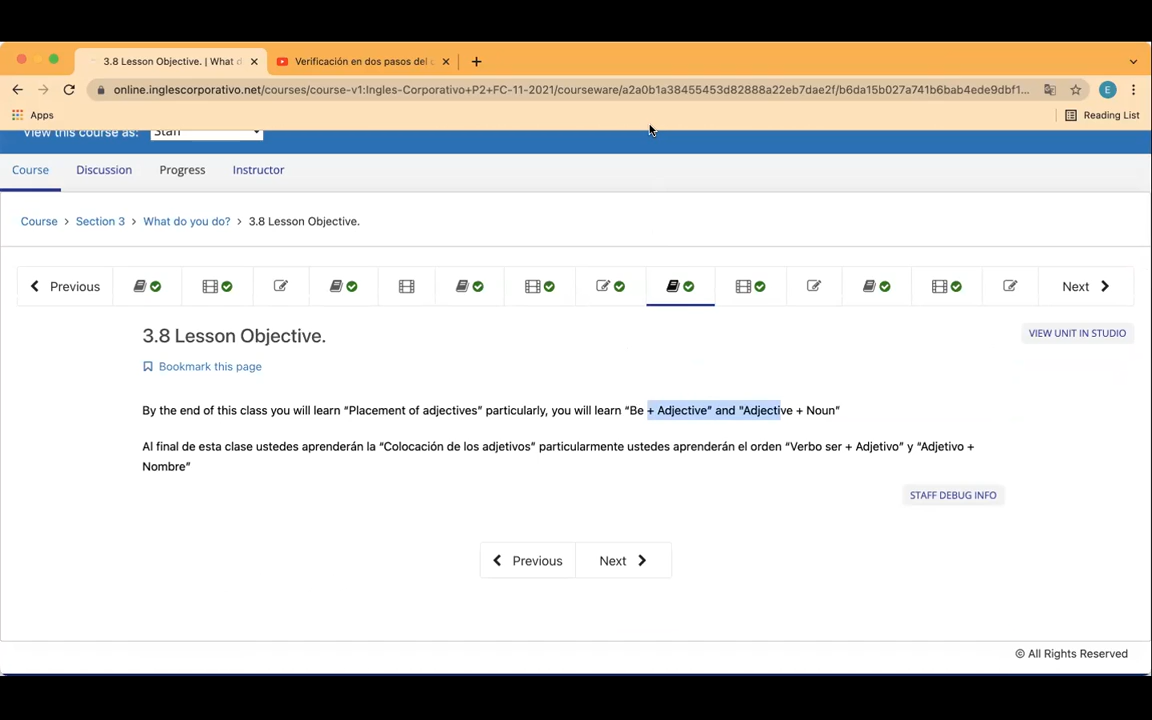 3.8 Lesson Objective. | What d
Verificación en dos pasos del c
online.inglescorporativo.net/courses/course-v1:Ingles-Corporativo+P2+FC-11-2021/courseware/a2a0b1a38455453d82888a22eb7dae2f/b6da15b027a741b6bab4ede9dbf1...
E
Apps
Reading List
View this course as:
Staff
Course
Discussion
Progress
Instructor
Course > Section 3 > What do you do? > 3.8 Lesson Objective.
Previous
Next
3.8 Lesson Objective.
VIEW UNIT IN STUDIO
Bookmark this page
By the end of this class you will learn “Placement of adjectives” particularly, you will learn “Be + Adjective” and "Adjective + Noun”
Al final de esta clase ustedes aprenderán la “Colocación de los adjetivos” particularmente ustedes aprenderán el orden “Verbo ser + Adjetivo” y “Adjetivo +
Nombre”
STAFF DEBUG INFO
Previous
Next
© All Rights Reserved